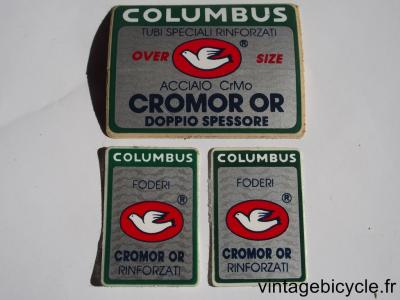 COLUMBUS
TUBI SPECIALI RINFORZATI
OVER SIZE
®
ACCIAIO CrMo
CROMOR OR
DOPPIO SPESSORE
COLUMBUS
FODERI
®
CROMOR OR
RINFORZATI
COLUMBUS
FODERI
®
CROMOR OR
RINFORZATI
vintagebicycle.fr